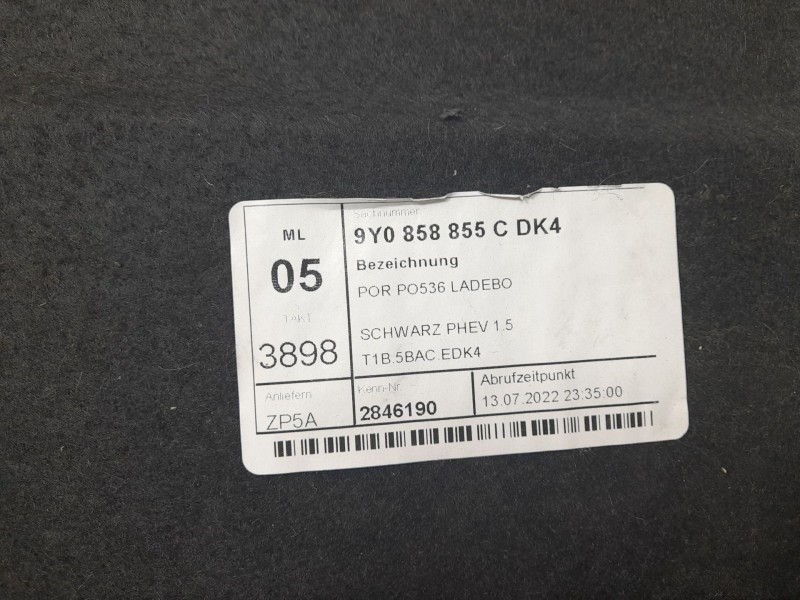 Sachnummer
ML
9Y0 858 855 C DK4
05
Bezeichnung
POR PO536 LADEBO
TAKT
3898
SCHWARZ PHEV 1.5
T1B.5BAC.EDK4
Anliefern
ZP5A
Kenn-Nr.
2846190
Abrufzeitpunkt
13.07.2022 23:35:00